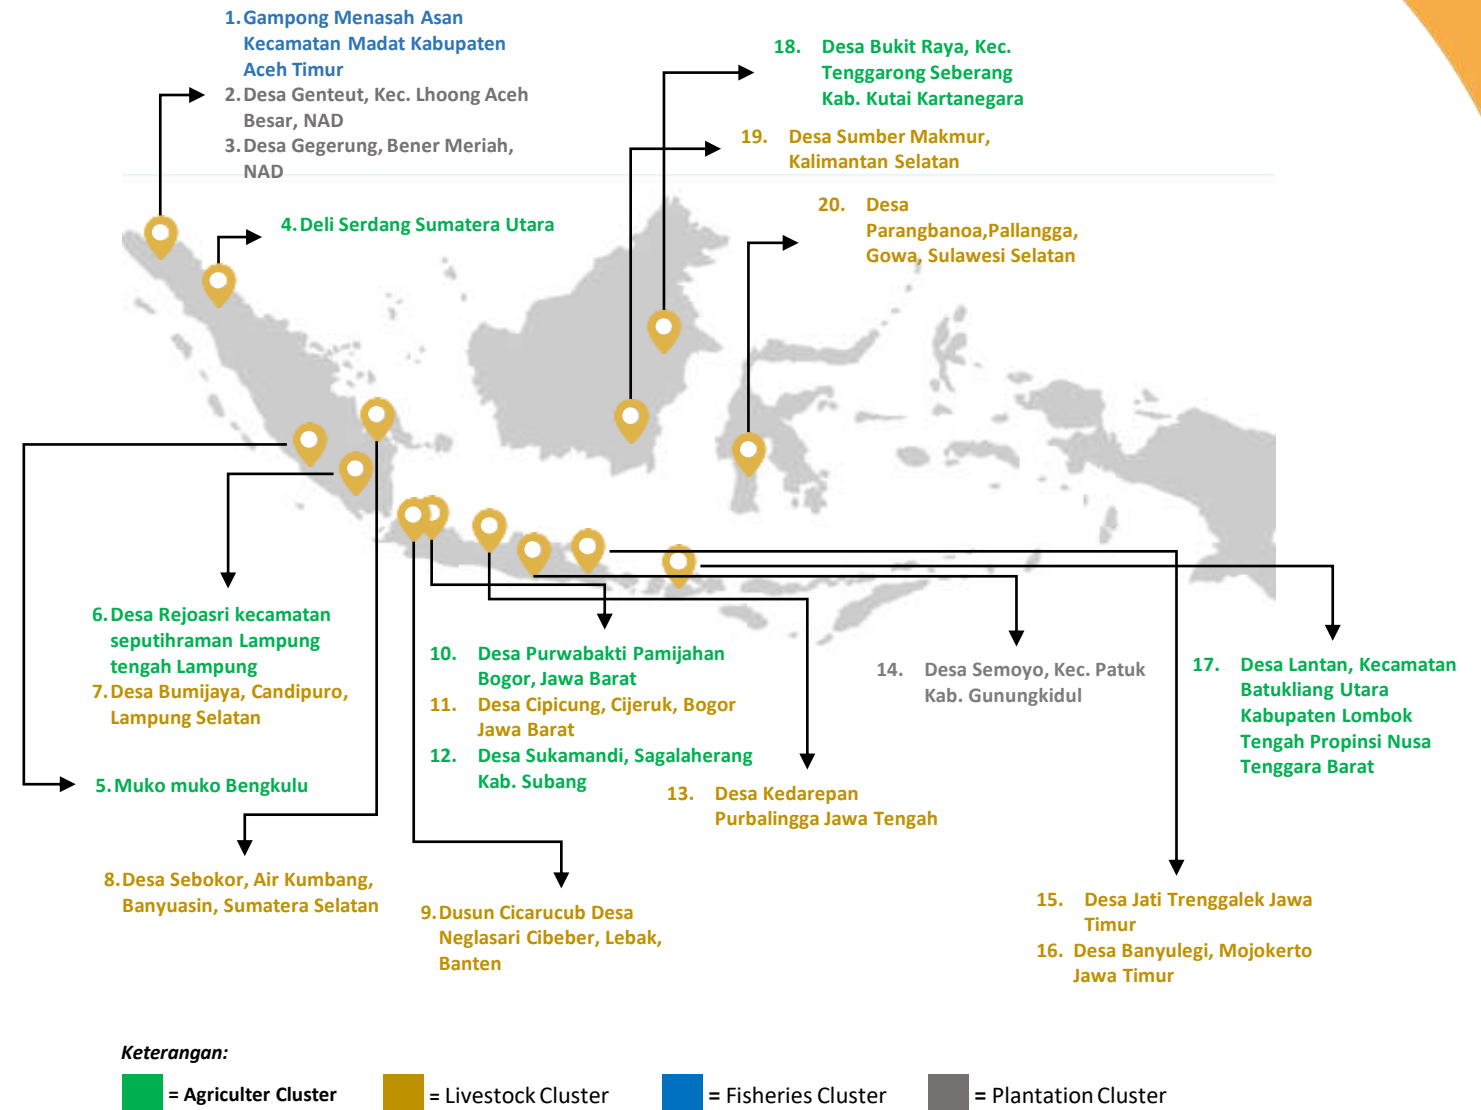 1. Gampong Menasah Asan
Kecamatan Madat Kabupaten
Aceh Timur
2. Desa Genteut, Kec. Lhoong Aceh
Besar, NAD
3. Desa Gegerung, Bener Meriah,
NAD
4. Deli Serdang Sumatera Utara
18. Desa Bukit Raya, Kec.
Tenggarong Seberang
Kab. Kutai Kartanegara
19. Desa Sumber Makmur,
Kalimantan Selatan
20. Desa
Parangbanoa,Pallangga,
Gowa, Sulawesi Selatan
6. Desa Rejoasri kecamatan
seputihraman Lampung
tengah Lampung
7. Desa Bumijaya, Candipuro,
Lampung Selatan
5. Muko muko Bengkulu
8. Desa Sebokor, Air Kumbang,
Banyuasin, Sumatera Selatan
9. Dusun Cicarucub Desa
Neglasari Cibeber, Lebak,
Banten
10. Desa Purwabakti Pamijahan
Bogor, Jawa Barat
11. Desa Cipicung, Cijeruk, Bogor
Jawa Barat
12. Desa Sukamandi, Sagalaherang
Kab. Subang
13. Desa Kedarepan
Purbalingga Jawa Tengah
14. Desa Semoyo, Kec. Patuk
Kab. Gunungkidul
15. Desa Jati Trenggalek Jawa
Timur
16. Desa Banyulegi, Mojokerto
Jawa Timur
17. Desa Lantan, Kecamatan
Batukliang Utara
Kabupaten Lombok
Tengah Propinsi Nusa
Tenggara Barat
Keterangan:
= Agriculter Cluster
= Livestock Cluster
= Fisheries Cluster
= Plantation Cluster